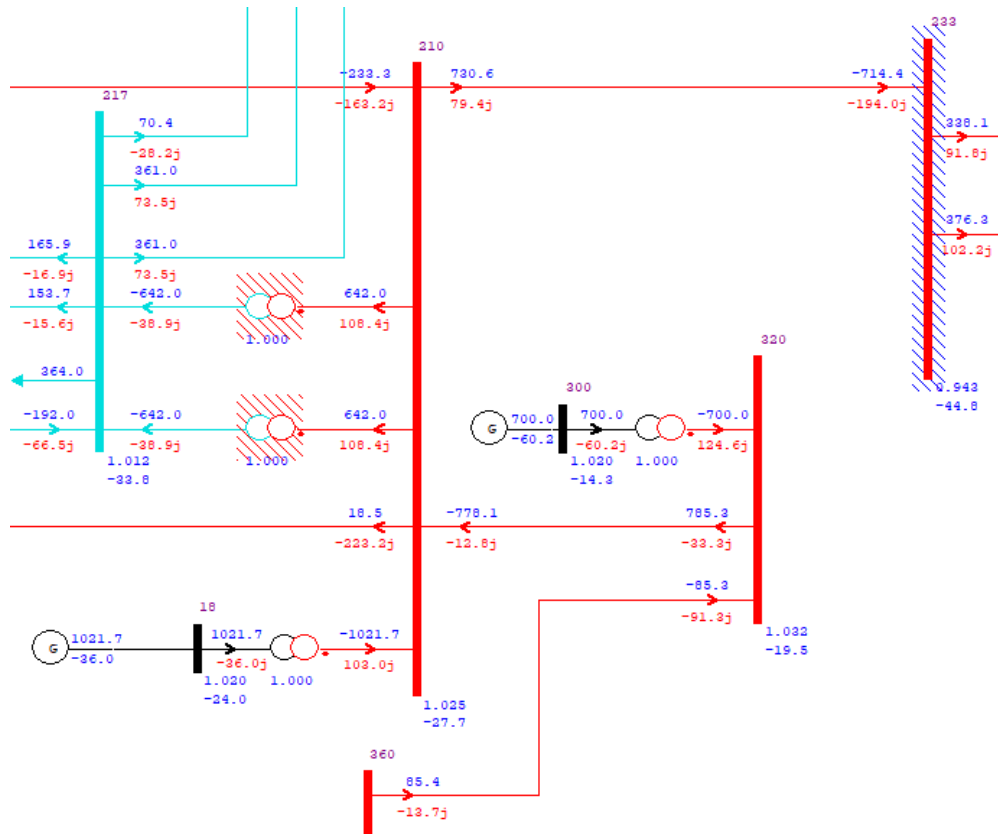 210
233
-233.3
730.6
-714.4
-163.2j
79.4j
-194.0j
217
70.4
338.1
-28.2j
91.8j
361.0
73.5j
376.3
102.2j
165.9
361.0
-16.9j
73.5j
153.7
-642.0
642.0
-15.6j
-38.9j
108.4j
1.000
320
364.0
300
0.943
-44.8
-192.0
-642.0
642.0
G
700.0
700.0
-700.0
-66.5j
-38.9j
108.4j
-60.2
-60.2j
124.6j
1.012
1.000
1.020
1.000
-33.8
-14.3
18.5
-778.1
785.3
-223.2j
-12.8j
-33.3j
-85.3
-91.3j
18
G
1021.7
1021.7
-1021.7
-36.0
-36.0j
103.0j
1.032
-19.5
1.020
1.000
-24.0
1.025
-27.7
360
85.4
-13.7j